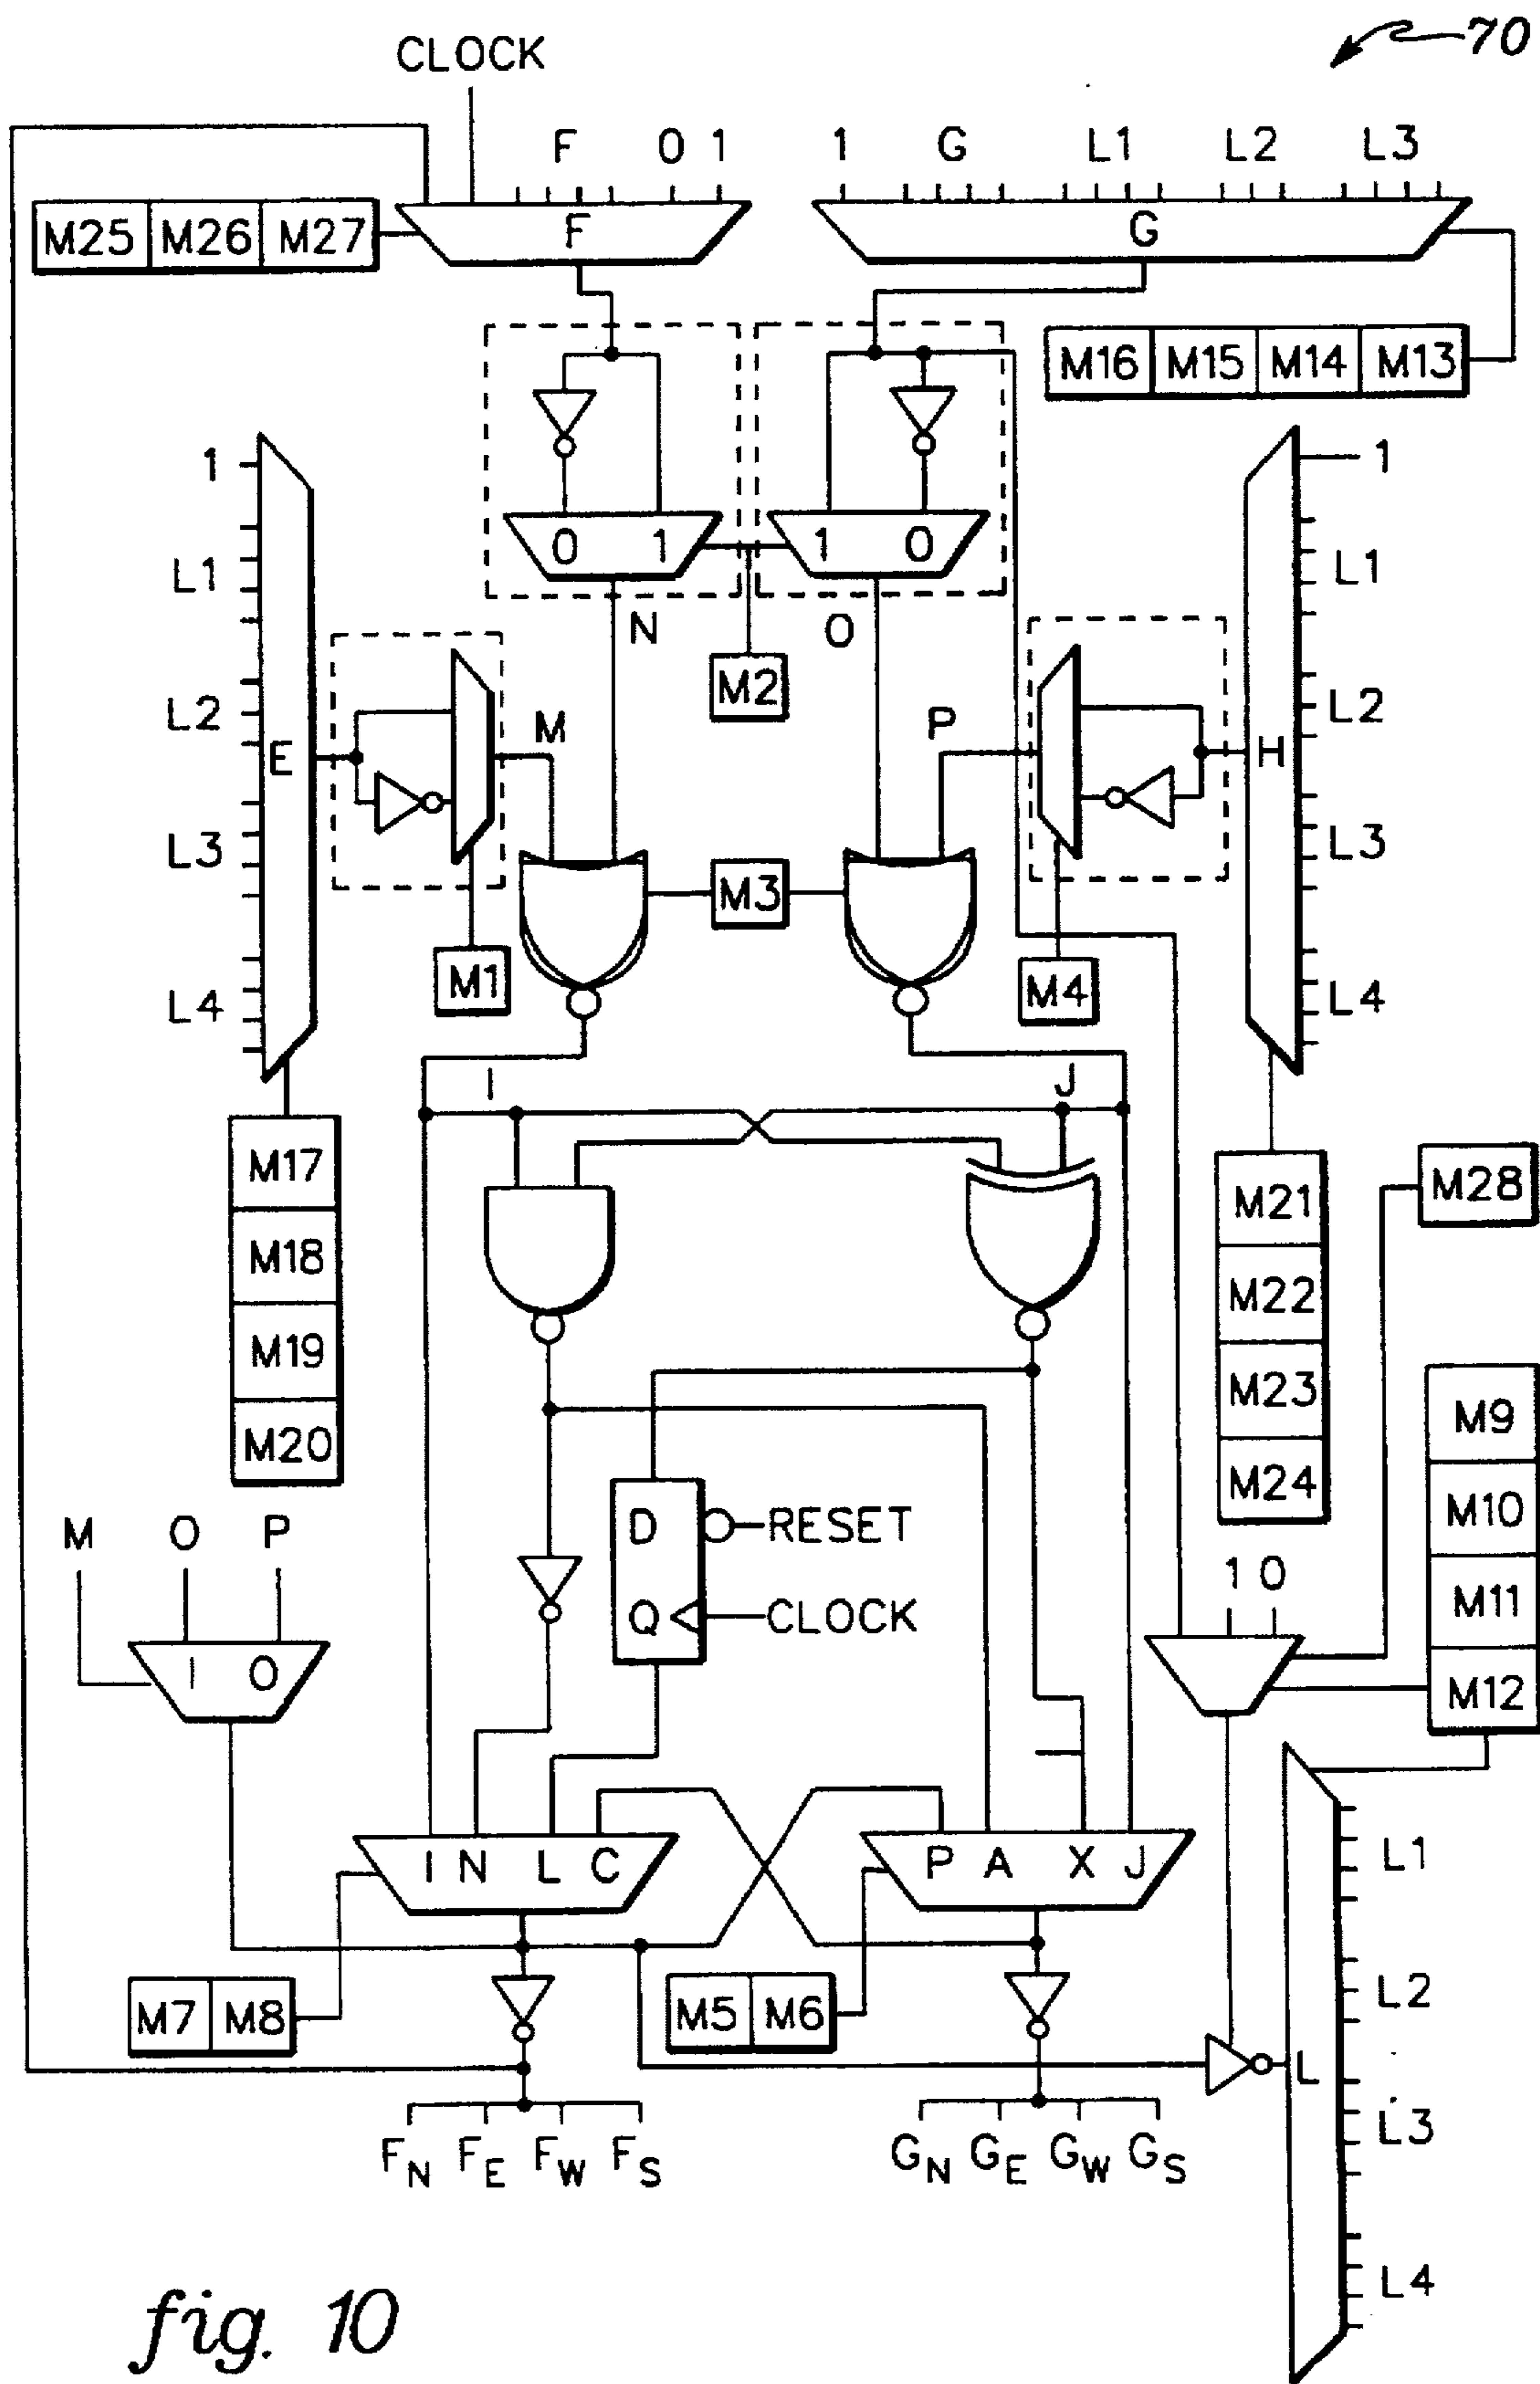 70
CLOCK
F 0 1 1 G L1 L2 L3
M25 M26 M27
F
G
M16 M15 M14 M13
1
1
0 1
1 0
L1
L1
N
O
M2
L2
M
P
L2
E
H
L3
M3
L3
M1
M4
L4
L4
I
J
M17
M18
M19
M20
M21
M22
M23
M24
M28
M9
M10
M11
M12
M O P
D
RESET
Q
CLOCK
1 0
1 0
I N L C
P A X J
L1
M7 M8
M5 M6
L2
L
L3
FN FE FW FS
GN GE GW GS
L4
fig. 10